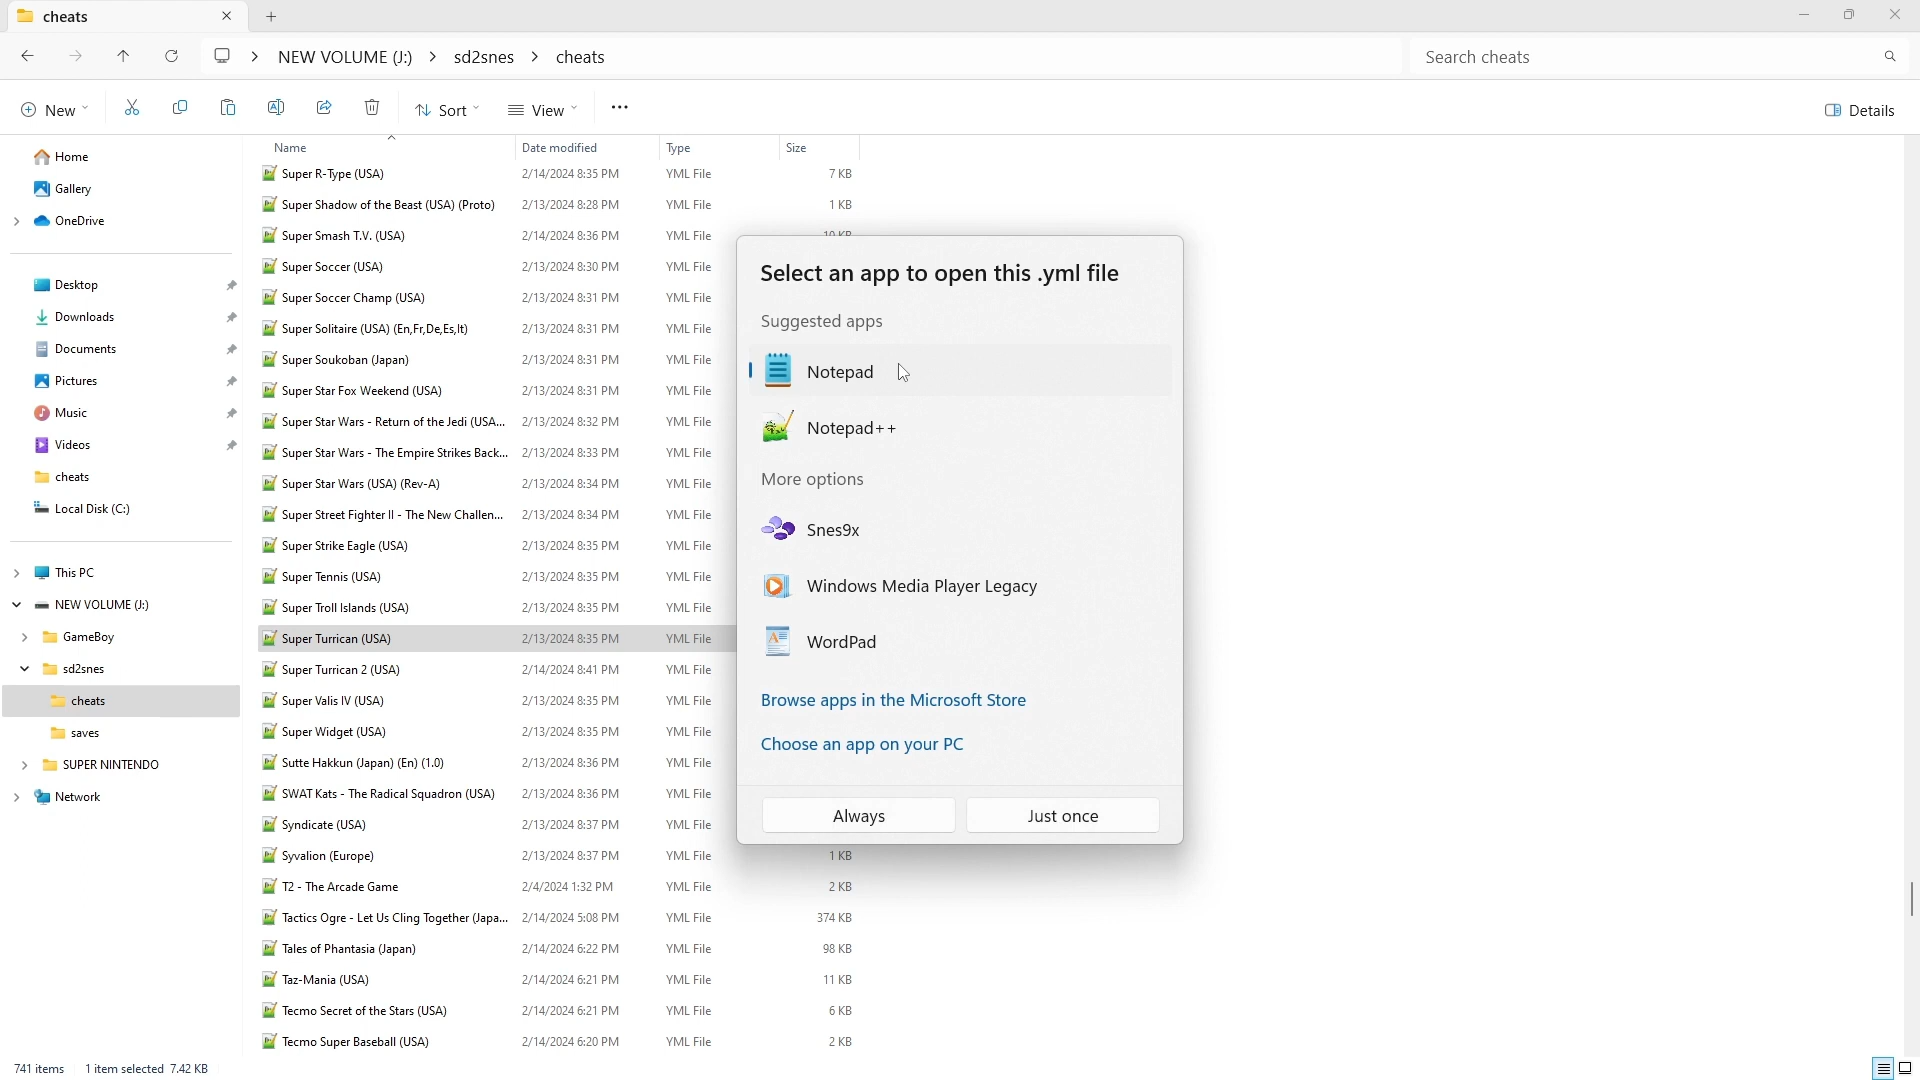 cheats
NEW VOLUME (J:) > sd2snes > cheats
Search cheats
New
Sort
View
Details
Home
Gallery
OneDrive
Desktop
Downloads
Documents
Pictures
Music
Videos
cheats
Local Disk (C:)
This PC
NEW VOLUME (J:)
GameBoy
sd2snes
cheats
saves
SUPER NINTENDO
Network
Name Date modified Type Size
Super R-Type (USA) 2/14/2024 8:35 PM YML File 7 KB
Super Shadow of the Beast (USA) (Proto) 2/13/2024 8:28 PM YML File 1 KB
Super Smash T.V. (USA) 2/14/2024 8:36 PM YML File 10 KB
Super Soccer (USA) 2/13/2024 8:30 PM YML File
Super Soccer Champ (USA) 2/13/2024 8:31 PM YML File
Super Solitaire (USA) (En,Fr,De,Es,It) 2/13/2024 8:31 PM YML File
Super Soukoban (Japan) 2/13/2024 8:31 PM YML File
Super Star Fox Weekend (USA) 2/13/2024 8:31 PM YML File
Super Star Wars - Return of the Jedi (USA... 2/13/2024 8:32 PM YML File
Super Star Wars - The Empire Strikes Back... 2/13/2024 8:33 PM YML File
Super Star Wars (USA) (Rev-A) 2/13/2024 8:34 PM YML File
Super Street Fighter II - The New Challen... 2/13/2024 8:34 PM YML File
Super Strike Eagle (USA) 2/13/2024 8:35 PM YML File
Super Tennis (USA) 2/13/2024 8:35 PM YML File
Super Troll Islands (USA) 2/13/2024 8:35 PM YML File
Super Turrican (USA) 2/13/2024 8:35 PM YML File
Super Turrican 2 (USA) 2/14/2024 8:41 PM YML File
Super Valis IV (USA) 2/13/2024 8:35 PM YML File
Super Widget (USA) 2/13/2024 8:35 PM YML File
Sutte Hakkun (Japan) (En) (1.0) 2/13/2024 8:36 PM YML File
SWAT Kats - The Radical Squadron (USA) 2/13/2024 8:36 PM YML File
Syndicate (USA) 2/13/2024 8:37 PM YML File
Syvalion (Europe) 2/13/2024 8:37 PM YML File 1 KB
T2 - The Arcade Game 2/4/2024 1:32 PM YML File 2 KB
Tactics Ogre - Let Us Cling Together (Japa... 2/14/2024 5:08 PM YML File 374 KB
Tales of Phantasia (Japan) 2/14/2024 6:22 PM YML File 98 KB
Taz-Mania (USA) 2/14/2024 6:21 PM YML File 11 KB
Tecmo Secret of the Stars (USA) 2/14/2024 6:21 PM YML File 6 KB
Tecmo Super Baseball (USA) 2/14/2024 6:20 PM YML File 2 KB
Select an app to open this .yml file
Suggested apps
Notepad
Notepad++
More options
Snes9x
Windows Media Player Legacy
WordPad
Browse apps in the Microsoft Store
Choose an app on your PC
Always
Just once
741 items 1 item selected 7.42 KB